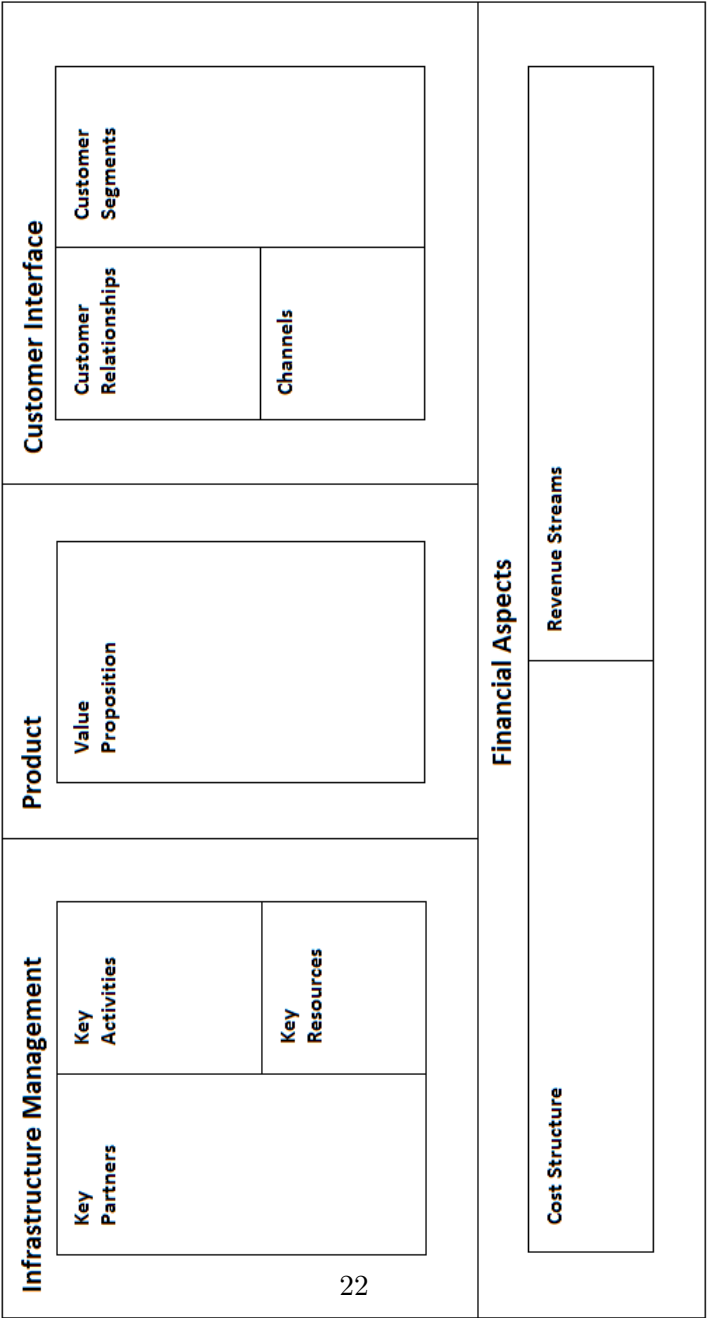 Infrastructure Management
Key
Partners
Key
Activities
Key
Resources
Product
Value
Proposition
Customer Interface
Customer
Relationships
Channels
Customer
Segments
Financial Aspects
Cost Structure
Revenue Streams
22